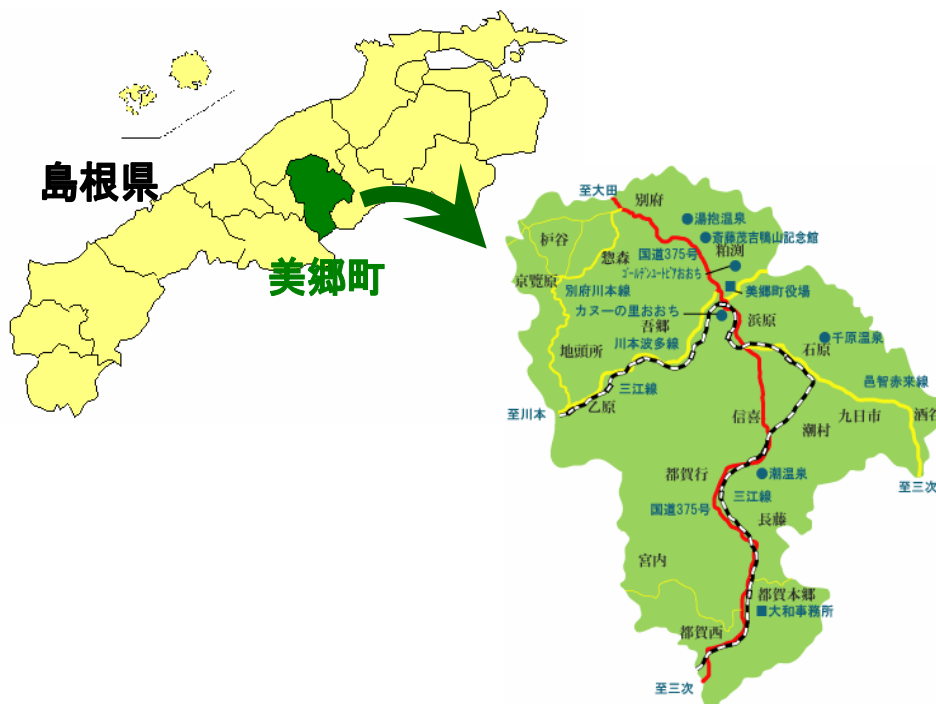 島根県
美郷町
至大田
別府
湯抱温泉
斎藤茂吉鴨山記念館
枦谷
惣森
国道375号
粕渕
ゴールデンユートピアおおち
京覧原
別府川本線
美郷町役場
カヌーの里おおち
浜原
吾郷
川本波多線
千原温泉
石原
地頭所
三江線
邑智赤来線
乙原
至川本
信喜
九日市
酒谷
潮村
都賀行
潮温泉
至三次
三江線
国道375号
長藤
宮内
都賀本郷
大和事務所
都賀西
至三次